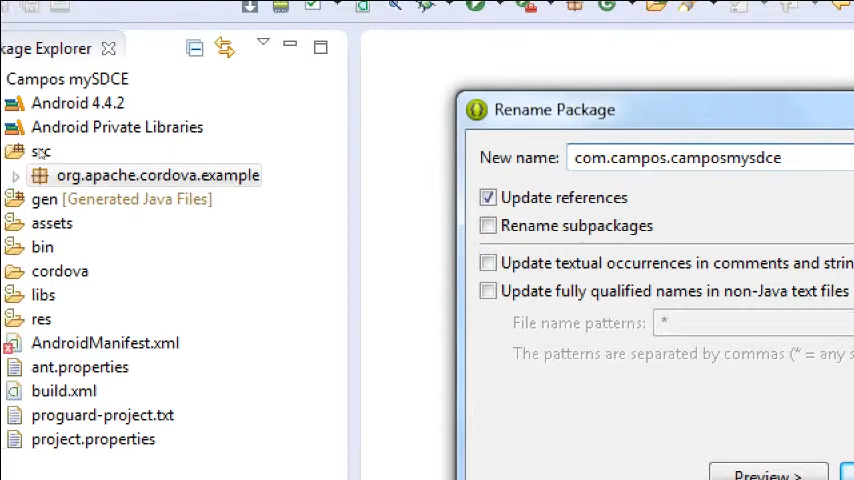 kage Explorer
Campos mySDCE
Android 4.4.2
Android Private Libraries
src
org.apache.cordova.example
gen [Generated Java Files]
assets
bin
cordova
libs
res
AndroidManifest.xml
ant.properties
build.xml
proguard-project.txt
project.properties
Rename Package
New name: com.campos.camposmysdce
Update references
Rename subpackages
Update textual occurrences in comments and strin
Update fully qualified names in non-Java text files
File name patterns: *
The patterns are separated by commas (* = any s
Preview >